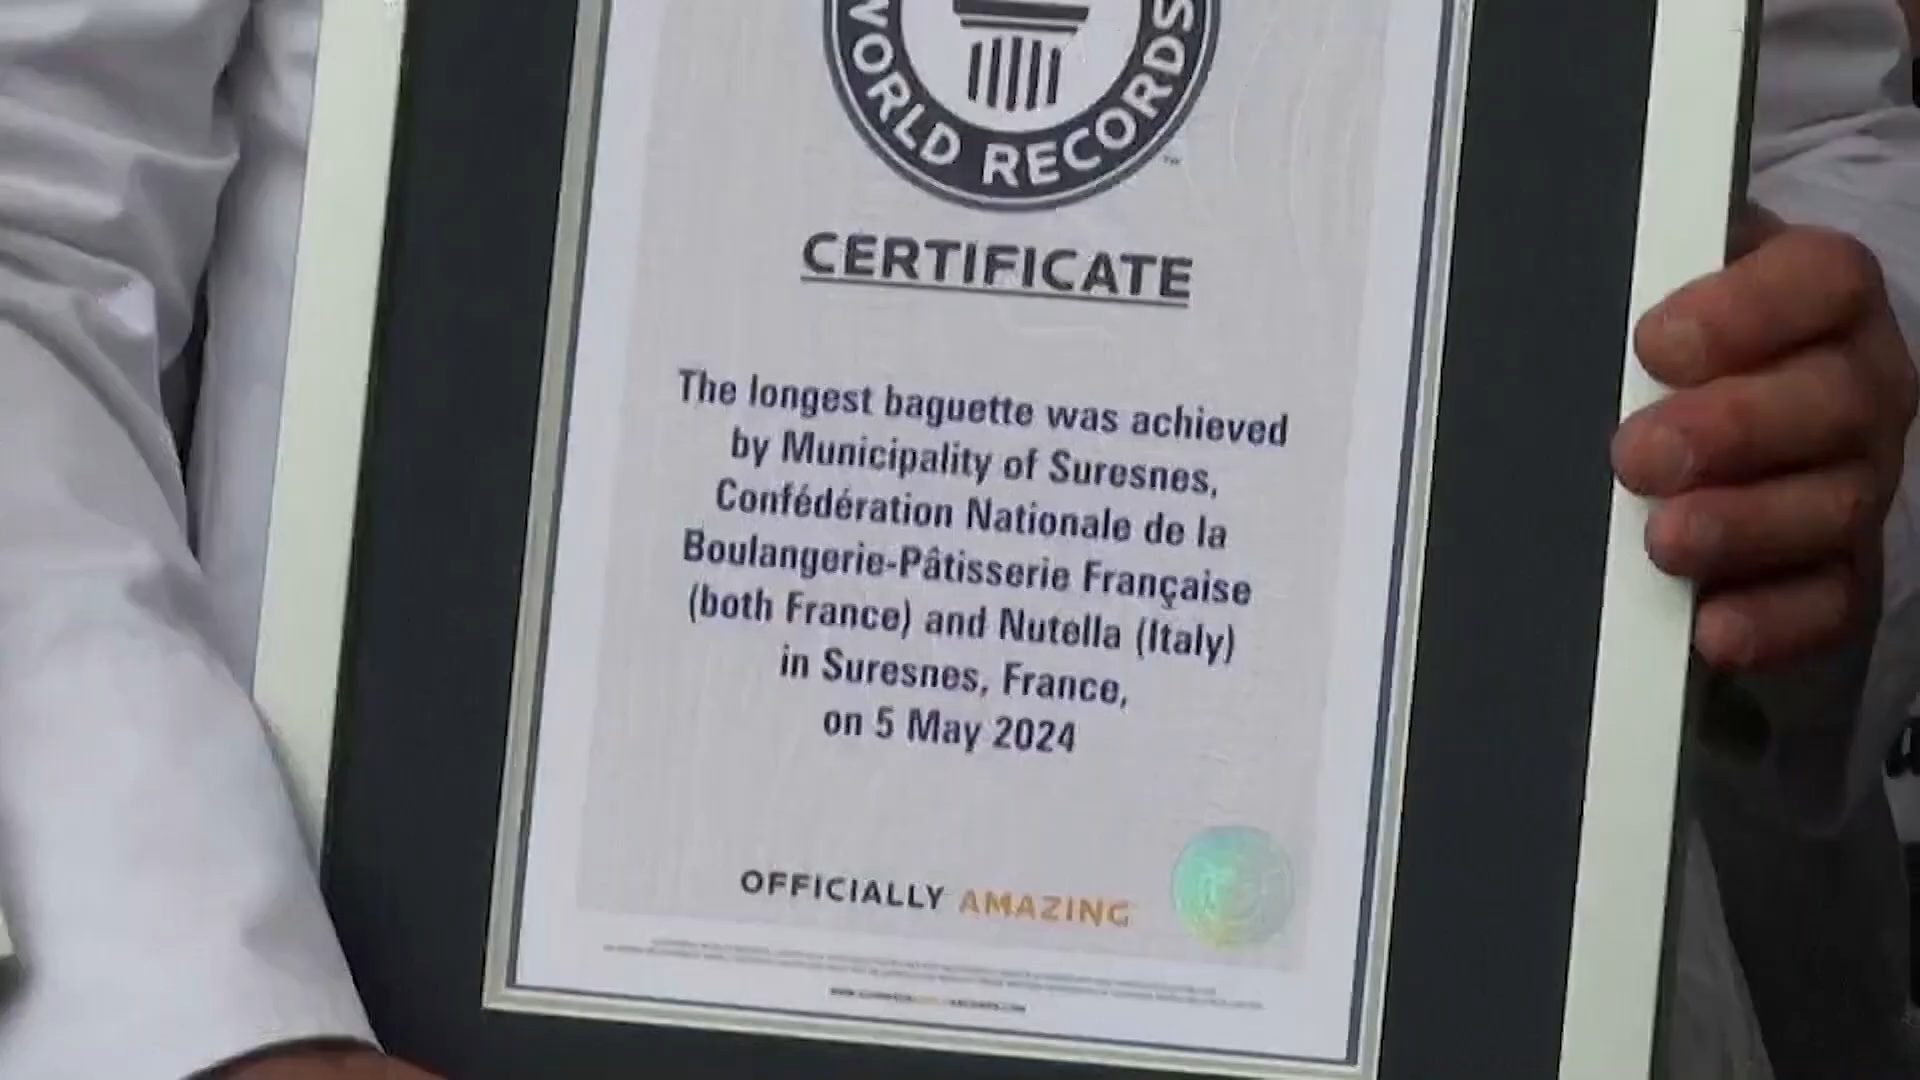 WORLD RECORDS
™
CERTIFICATE
The longest baguette was achieved
by Municipality of Suresnes,
Confédération Nationale de la
Boulangerie-Pâtisserie Française
(both France) and Nutella (Italy)
in Suresnes, France,
on 5 May 2024
OFFICIALLY AMAZING